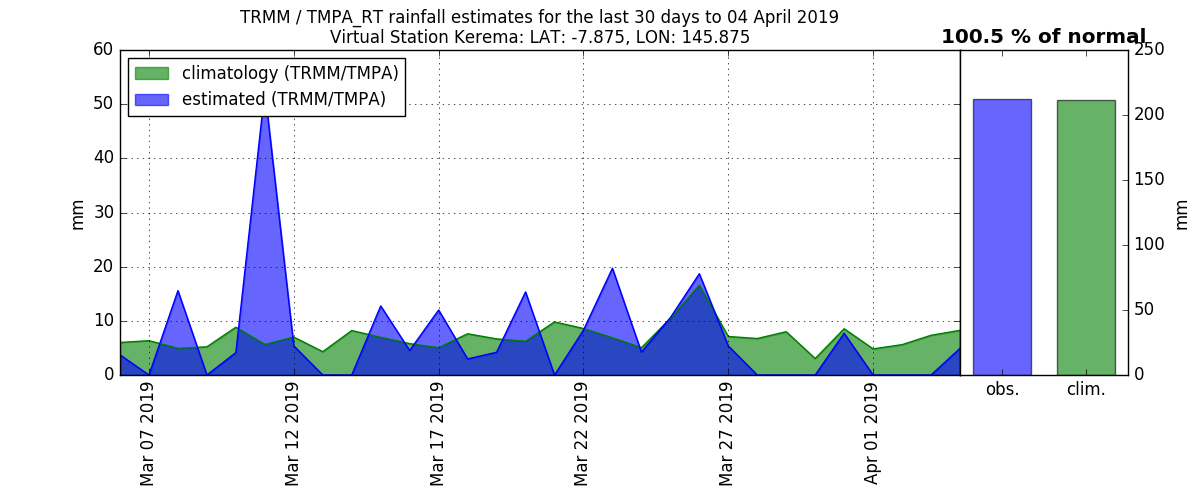 TRMM / TMPA_RT rainfall estimates for the last 30 days to 04 April 2019
Virtual Station Kerema: LAT: -7.875, LON: 145.875
100.5 % of normal
climatology (TRMM/TMPA)
estimated (TRMM/TMPA)
60
50
40
30
20
10
0
mm
Mar 07 2019
Mar 12 2019
Mar 17 2019
Mar 22 2019
Mar 27 2019
Apr 01 2019
250
200
150
100
50
0
mm
obs.
clim.